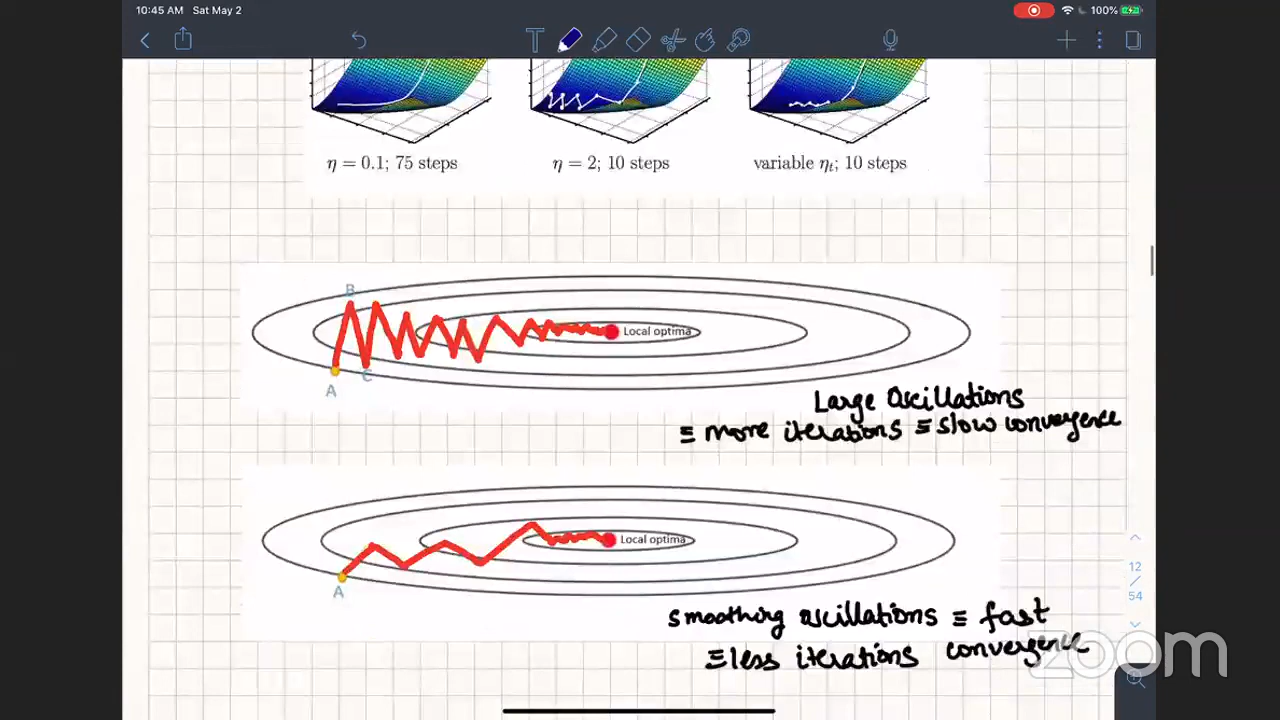 10:45 AM Sat May 2
100%
η = 0.1; 75 steps
η = 2; 10 steps
variable ηt; 10 steps
B
Local optima
C
A
Large Oscillations
≡ more iterations ≡ slow convergence
Local optima
A
12
/
54
smoothing oscillations ≡ fast
≡ less iterations convergence
zoom